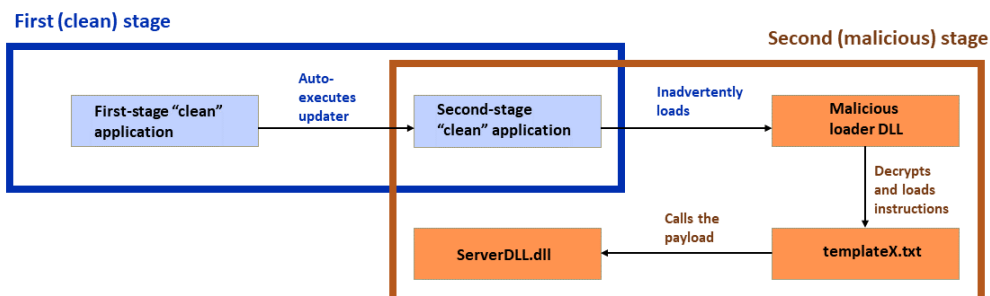 First (clean) stage
Second (malicious) stage
Auto-
executes
updater
Inadvertently
loads
First-stage “clean”
application
Second-stage
“clean” application
Malicious
loader DLL
Decrypts
and loads
instructions
Calls the
payload
ServerDLL.dll
templateX.txt